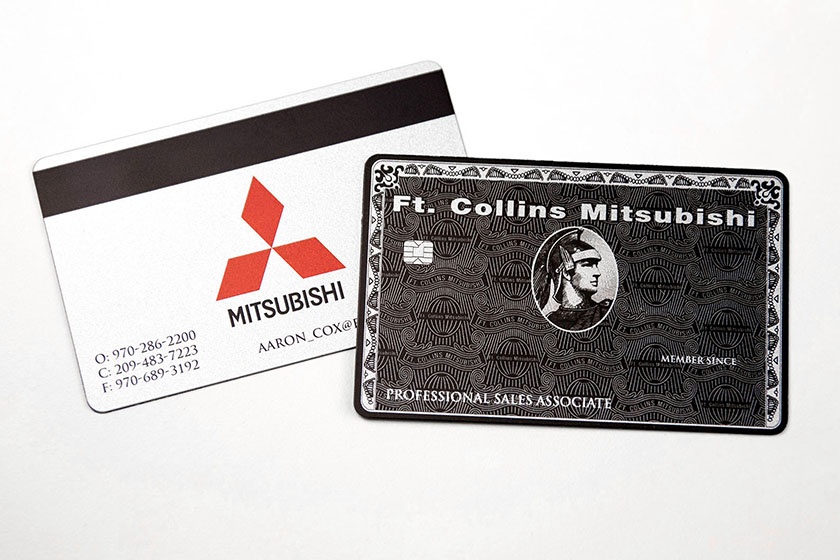 MITSUBISHI
O: 970-286-2200
C: 209-483-7223
F: 970-689-3192
AARON_COX@
Ft. Collins Mitsubishi
MEMBER SINCE
PROFESSIONAL SALES ASSOCIATE